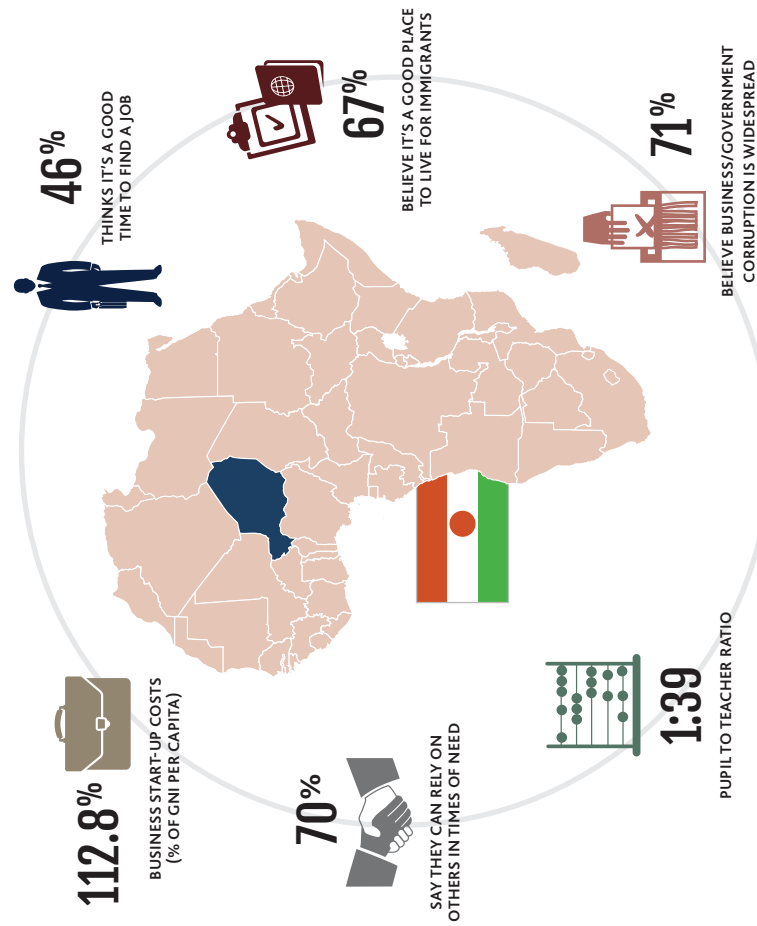 112.8%
BUSINESS START-UP COSTS
(% OF GNI PER CAPITA)
46%
THINKS IT'S A GOOD
TIME TO FIND A JOB
70%
SAY THEY CAN RELY ON
OTHERS IN TIMES OF NEED
67%
BELIEVE IT'S A GOOD PLACE
TO LIVE FOR IMMIGRANTS
1:39
PUPIL TO TEACHER RATIO
71%
BELIEVE BUSINESS/GOVERNMENT
CORRUPTION IS WIDESPREAD